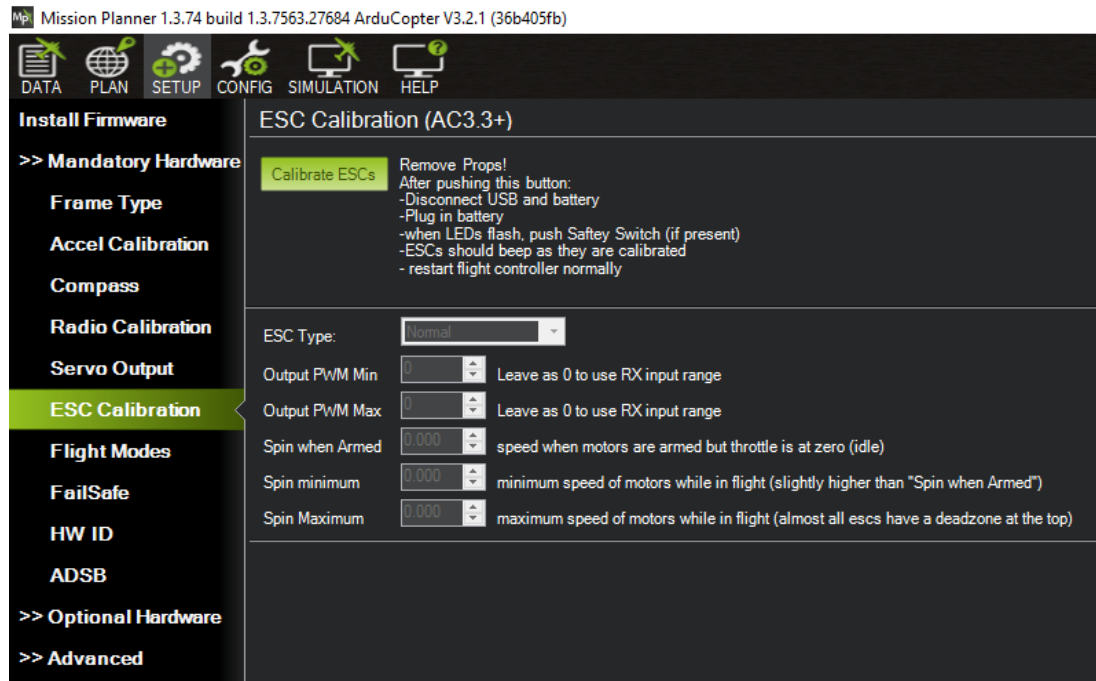 Mission Planner 1.3.74 build 1.3.7563.27684 ArduCopter V3.2.1 (36b405fb)
DATA PLAN SETUP CONFIG SIMULATION HELP
Install Firmware
>> Mandatory Hardware
Frame Type
Accel Calibration
Compass
Radio Calibration
Servo Output
ESC Calibration
Flight Modes
FailSafe
HW ID
ADSB
>> Optional Hardware
>> Advanced
ESC Calibration (AC3.3+)
Calibrate ESCs
Remove Props!
After pushing this button:
-Disconnect USB and battery
-Plug in battery
-when LEDs flash, push Saftey Switch (if present)
-ESCs should beep as they are calibrated
- restart flight controller normally
ESC Type: Normal
Output PWM Min 0 Leave as 0 to use RX input range
Output PWM Max 0 Leave as 0 to use RX input range
Spin when Armed 0.000 speed when motors are armed but throttle is at zero (idle)
Spin minimum 0.000 minimum speed of motors while in flight (slightly higher than "Spin when Armed")
Spin Maximum 0.000 maximum speed of motors while in flight (almost all escs have a deadzone at the top)